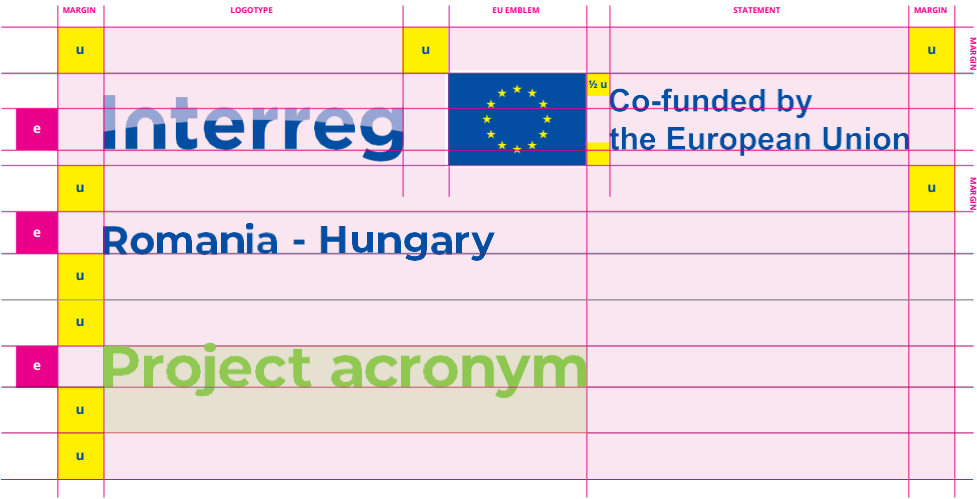 MARGIN LOGOTYPE EU EMBLEM STATEMENT MARGIN
u u u
MARGIN
½ u
Co-funded by
e Interreg the European Union
u u
MARGIN
e Romania - Hungary
u
u
e Project acronym
u
u